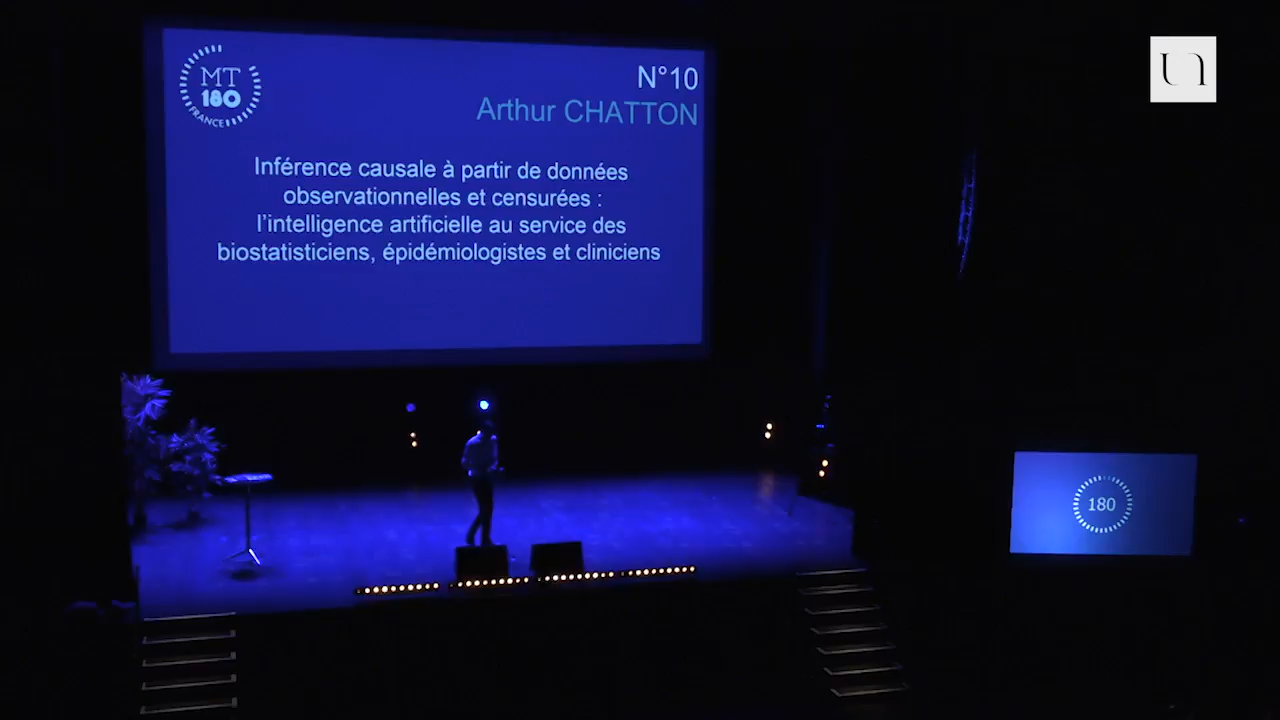 MT
180
FRANCE
N°10
Arthur CHATTON
Inférence causale à partir de données
observationnelles et censurées :
l'intelligence artificielle au service des
biostatisticiens, épidémiologistes et cliniciens
180